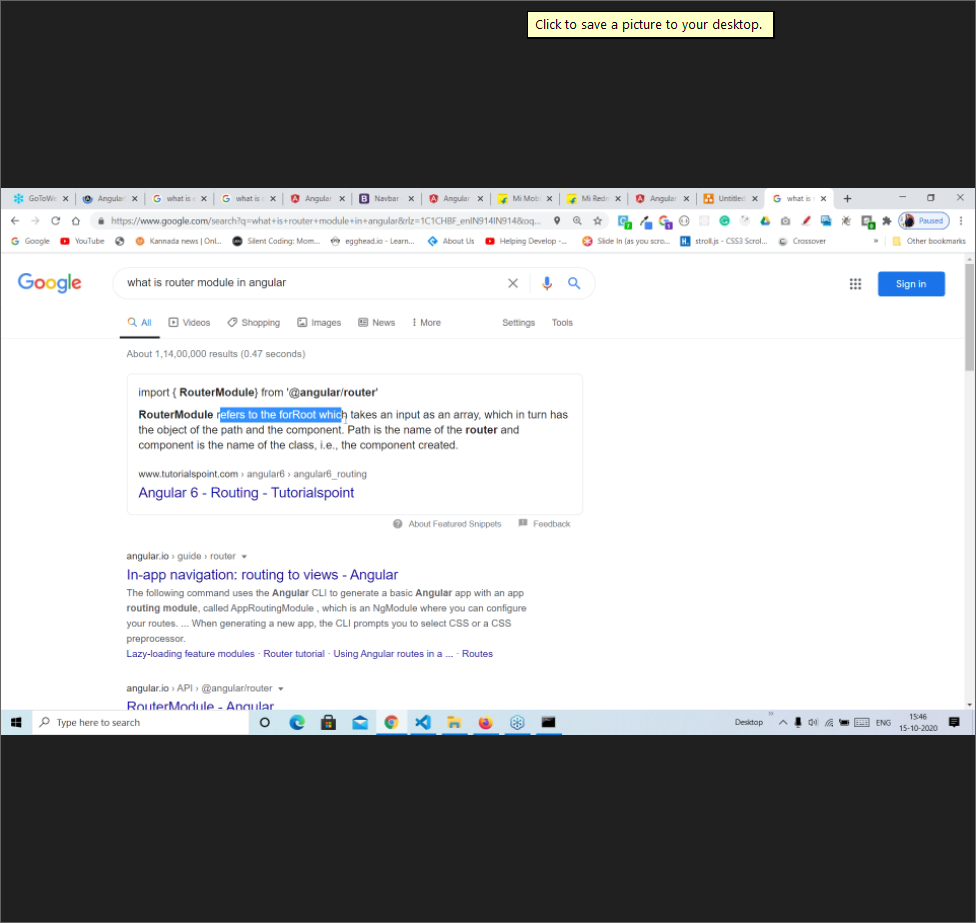 Click to save a picture to your desktop.
GoToWe Angular what is what is Angular Navbar Angular Mi Mob Mi Redm Angular Untitled what is
https://www.google.com/search?q=what+is+router+module+in+angular&rlz=1C1CHBF_enIN914IN914&oq... Paused
Google YouTube Kannada news | Onl... Silent Coding: Mom... egghead.io - Learn... About Us Helping Develop -... Slide In (as you scro... stroll.js - CSS3 Scrol... Crossover » Other bookmarks
Google what is router module in angular Sign in
All Videos Shopping Images News More Settings Tools
About 1,14,00,000 results (0.47 seconds)
import { RouterModule} from '@angular/router'
RouterModule refers to the forRoot which takes an input as an array, which in turn has
the object of the path and the component. Path is the name of the router and
component is the name of the class, i.e., the component created.
www.tutorialspoint.com › angular6 › angular6_routing
Angular 6 - Routing - Tutorialspoint
About Featured Snippets Feedback
angular.io › guide › router
In-app navigation: routing to views - Angular
The following command uses the Angular CLI to generate a basic Angular app with an app
routing module, called AppRoutingModule , which is an NgModule where you can configure
your routes. ... When generating a new app, the CLI prompts you to select CSS or a CSS
preprocessor.
Lazy-loading feature modules · Router tutorial · Using Angular routes in a ... · Routes
angular.io › API › @angular/router
RouterModule - Angular
Type here to search Desktop » ENG 15:46
15-10-2020